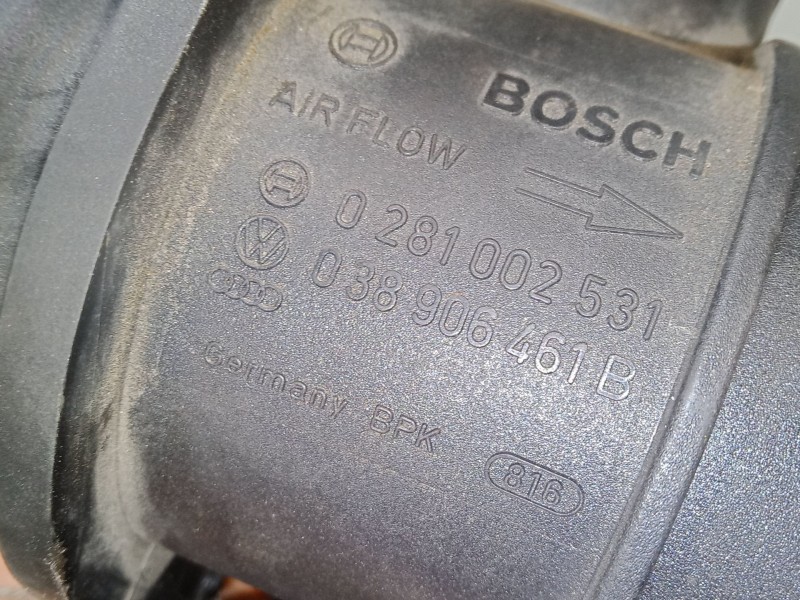 BOSCH
AIR FLOW
0 281 002 531
038 906 461 B
Germany BPK
816